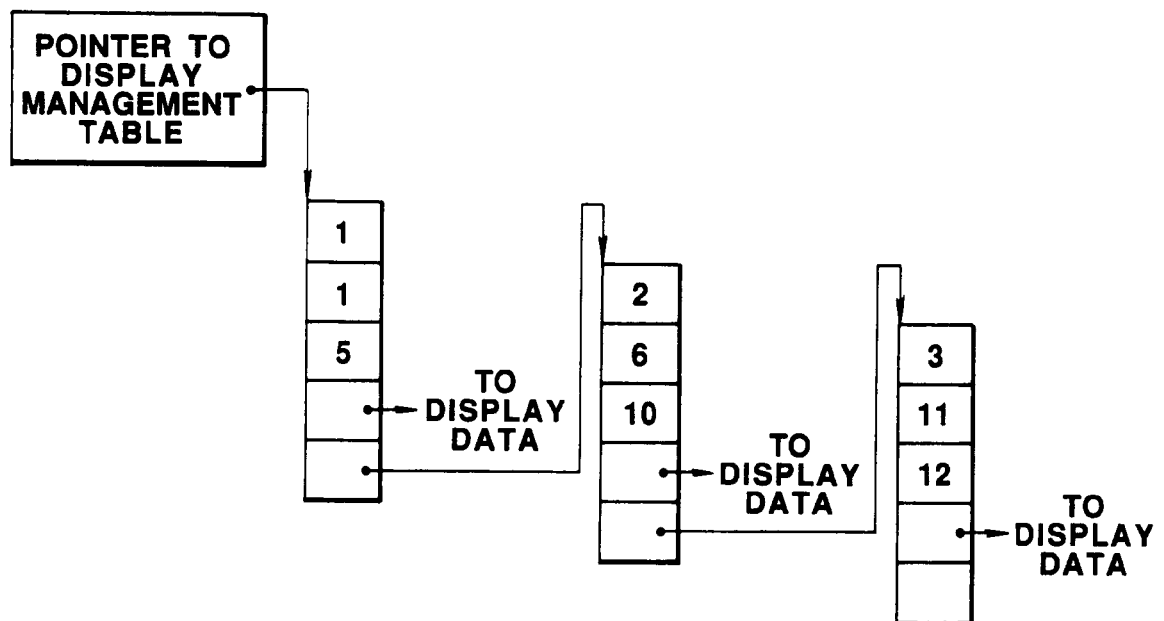 POINTER TO
DISPLAY
MANAGEMENT
TABLE
1
1
5
TO
DISPLAY
DATA
2
6
10
TO
DISPLAY
DATA
3
11
12
TO
DISPLAY
DATA